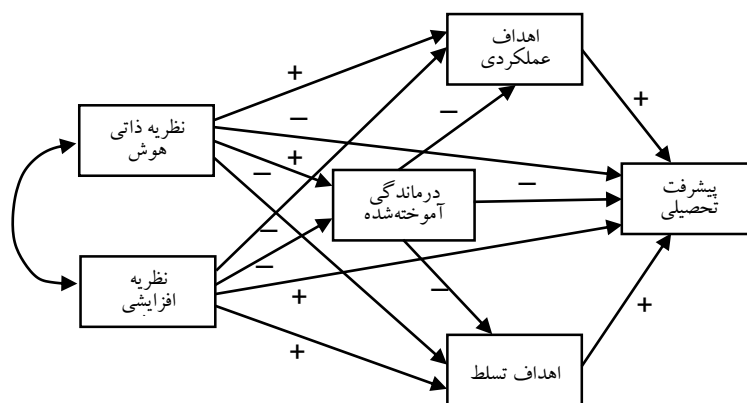 اهداف
عملکردی
+
+
نظریه ذاتی
هوش
–
–
+
–
درماندگی
آموخته‌شده
–
پیشرفت
تحصیلی
–
–
نظریه
افزایشی
–
+
+
+
اهداف تسلط